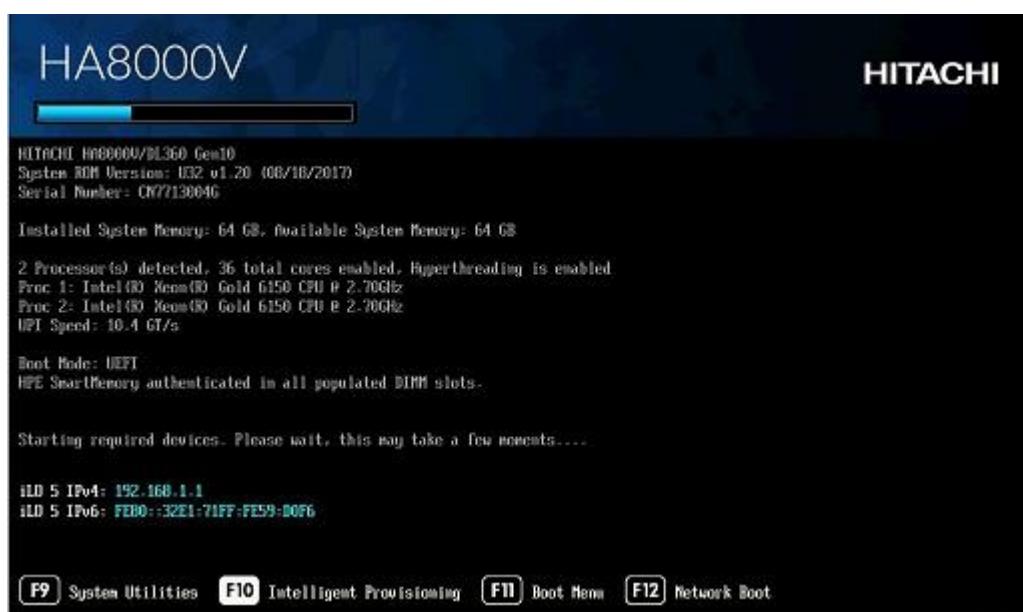 HA8000V
HITACHI
HITACHI HA8000V/DL360 Gen10
System ROM Version: U32 v1.20 (08/18/2017)
Serial Number: CN7713004G
Installed System Memory: 64 GB, Available System Memory: 64 GB
2 Processor(s) detected, 36 total cores enabled, Hyperthreading is enabled
Proc 1: Intel(R) Xeon(R) Gold 6150 CPU @ 2.70GHz
Proc 2: Intel(R) Xeon(R) Gold 6150 CPU @ 2.70GHz
UPI Speed: 10.4 GT/s
Boot Mode: UEFI
HPE SmartMemory authenticated in all populated DIMM slots.
Starting required devices. Please wait, this may take a few moments....
iLO 5 IPv4: 192.168.1.1
iLO 5 IPv6: FE80::32E1:71FF:FE59:D0F6
F9 System Utilities F10 Intelligent Provisioning F11 Boot Menu F12 Network Boot